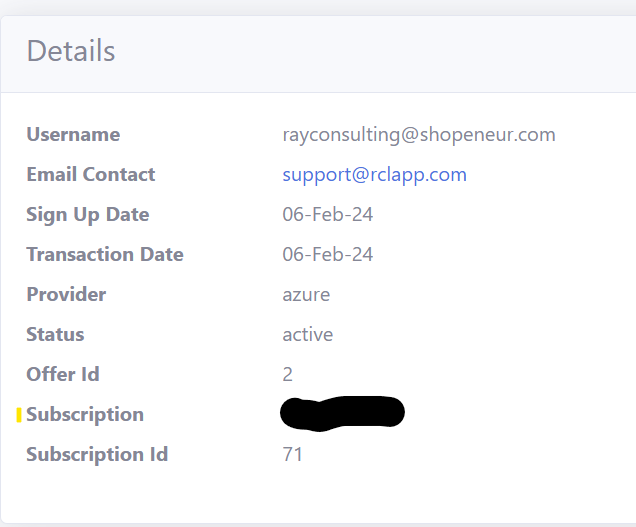 Details
Username rayconsulting@shopeneur.com
Email Contact support@rclapp.com
Sign Up Date 06-Feb-24
Transaction Date 06-Feb-24
Provider azure
Status active
Offer Id 2
Subscription
Subscription Id 71